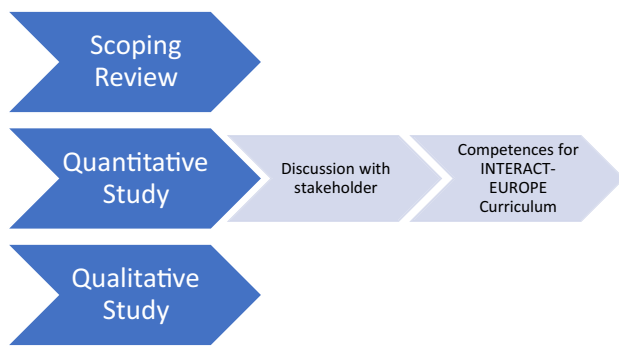 Scoping
Review
Quantitative
Study
Discussion with
stakeholder
Competences for
INTERACT-
EUROPE
Curriculum
Qualitative
Study